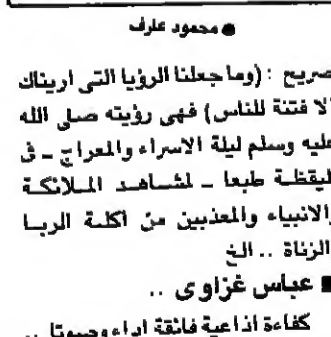 ● محمود عارف
صريح : (وما جعلنا الرؤيا التى اريناك
الا فتنة للناس) فهى رؤيته صلى الله
عليه وسلم ليلة الاسراء والمعراج - فى
اليقظة طبعا - لمشاهد الملائكة
والانبياء والمعذبين من اكلة الربا
الزناة .. الخ
■ عباس غزاوى ..
كفاءة اذاعية فائقة اداء وصوتا ..